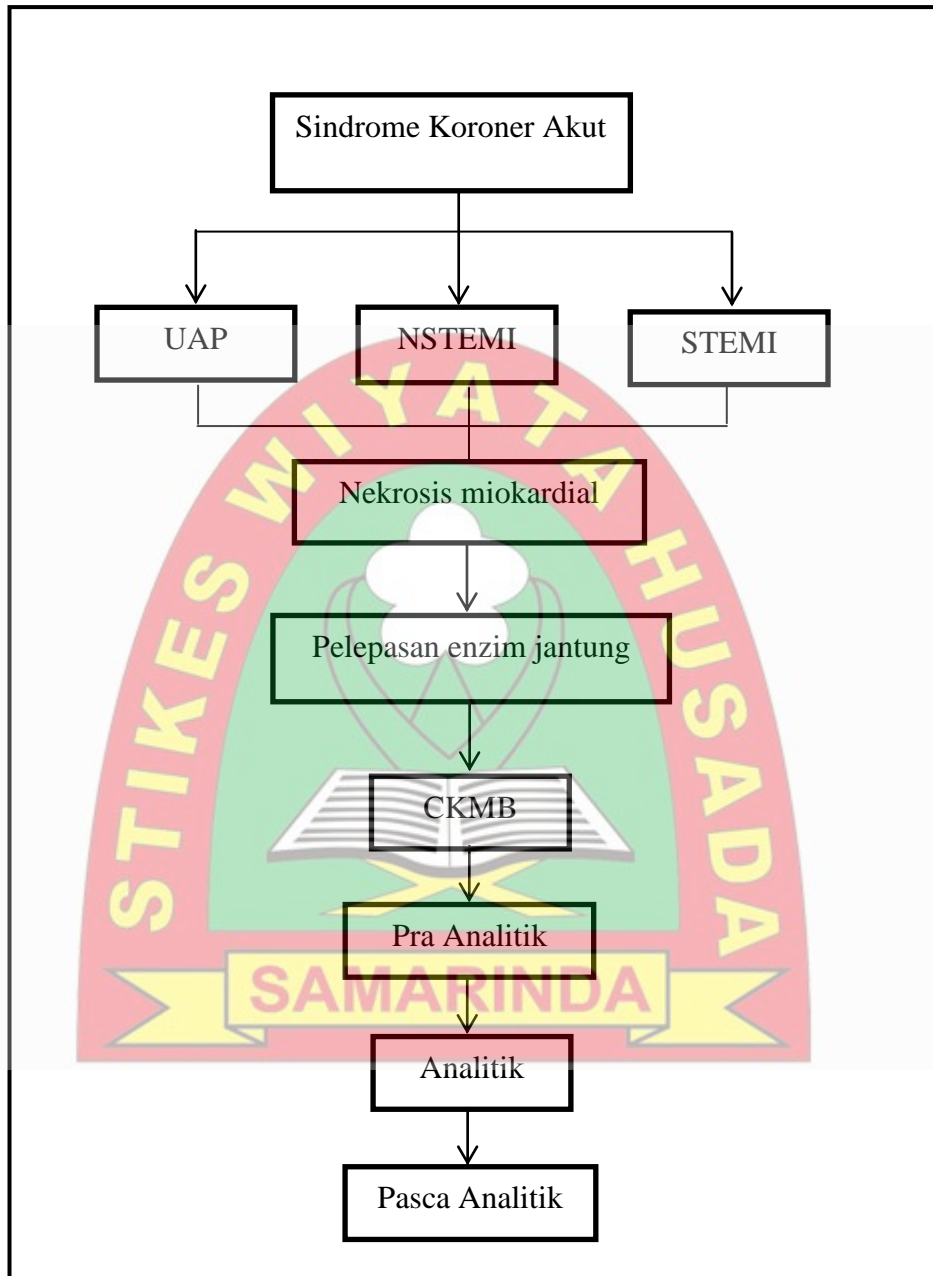 Sindrome Koroner Akut
UAP
NSTEMI
STEMI
Nekrosis miokardial
Pelepasan enzim jantung
CKMB
Pra Analitik
Analitik
Pasca Analitik
STIKES WIYATA HUSADA
SAMARINDA